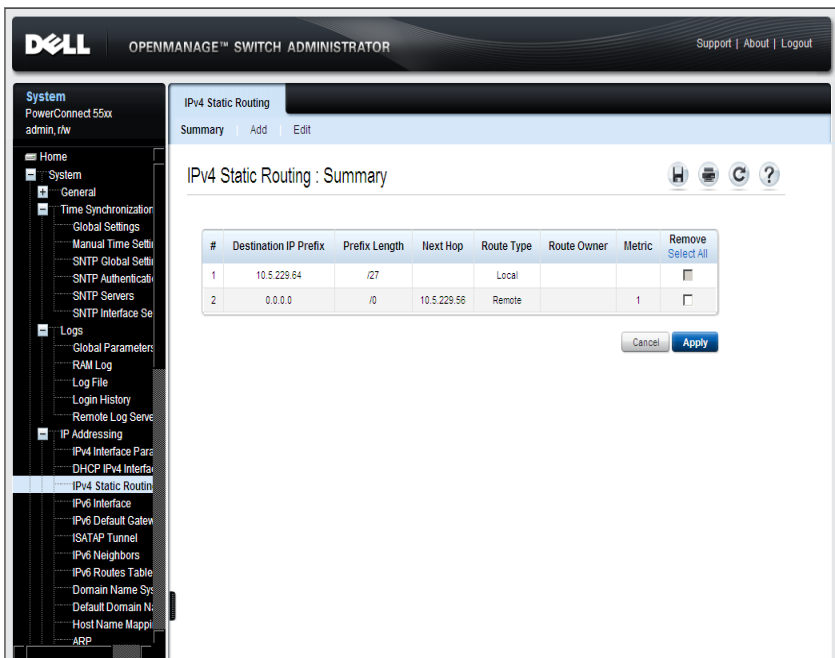 DELL OPENMANAGE™ SWITCH ADMINISTRATOR Support | About | Logout
System
PowerConnect 55xx
admin, r/w
Home
System
General
Time Synchronization
Global Settings
Manual Time Settin
SNTP Global Settin
SNTP Authenticatio
SNTP Servers
SNTP Interface Se
Logs
Global Parameters
RAM Log
Log File
Login History
Remote Log Serve
IP Addressing
IPv4 Interface Para
DHCP IPv4 Interfac
IPv4 Static Routin
IPv6 Interface
IPv6 Default Gatew
ISATAP Tunnel
IPv6 Neighbors
IPv6 Routes Table
Domain Name Sys
Default Domain Na
Host Name Mappi
ARP
IPv4 Static Routing
Summary Add Edit
IPv4 Static Routing : Summary
# Destination IP Prefix Prefix Length Next Hop Route Type Route Owner Metric Remove Select All
1 10.5.229.64 /27 Local
2 0.0.0.0 /0 10.5.229.56 Remote 1
Cancel Apply